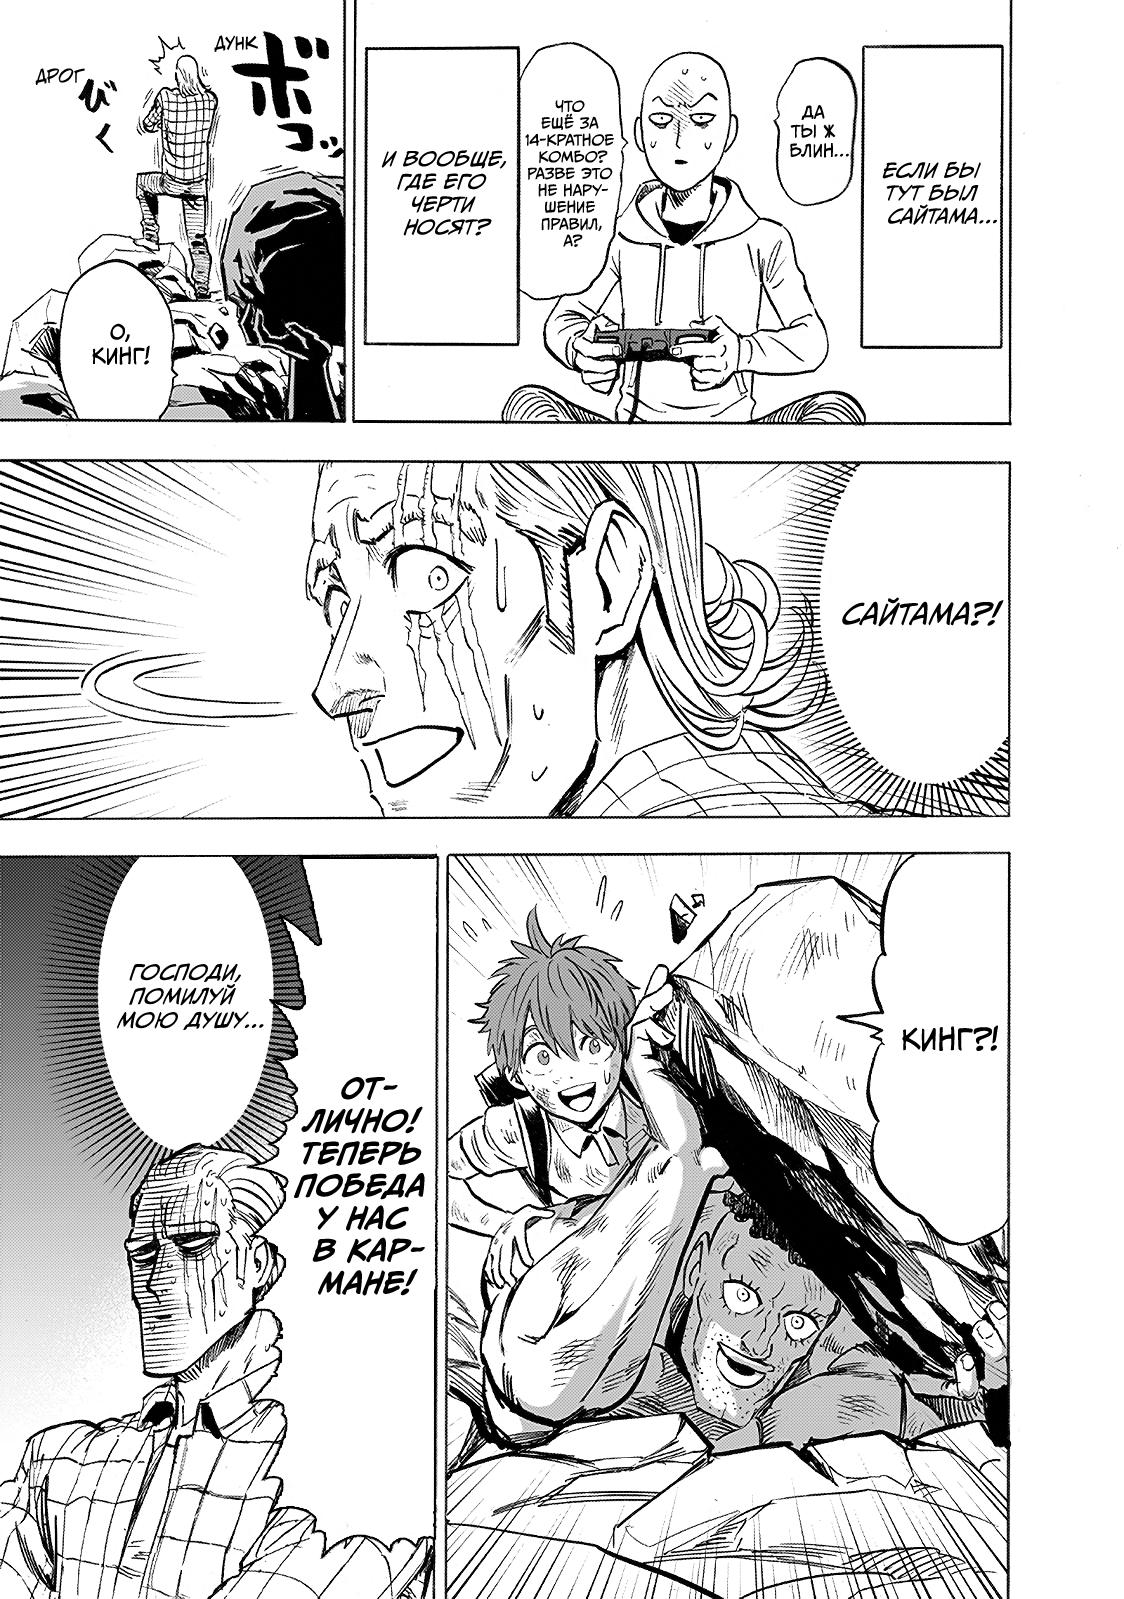 ЕСЛИ БЫ
ТУТ БЫЛ
САЙТАМА...
ДА
ТЫ Ж
БЛИН...
ЧТО
ЕЩЁ ЗА
14-КРАТНОЕ
КОМБО?
РАЗВЕ ЭТО
НЕ НАРУ-
ШЕНИЕ
ПРАВИЛ,
А?
И ВООБЩЕ,
ГДЕ ЕГО
ЧЕРТИ
НОСЯТ?
ДУНК
ボコッ
ДРОГ
びく
О,
КИНГ!
САЙТАМА?!
КИНГ?!
ОТ-
ЛИЧНО!
ТЕПЕРЬ
ПОБЕДА
У НАС
В КАР-
МАНЕ!
ГОСПОДИ,
ПОМИЛУЙ
МОЮ ДУШУ...